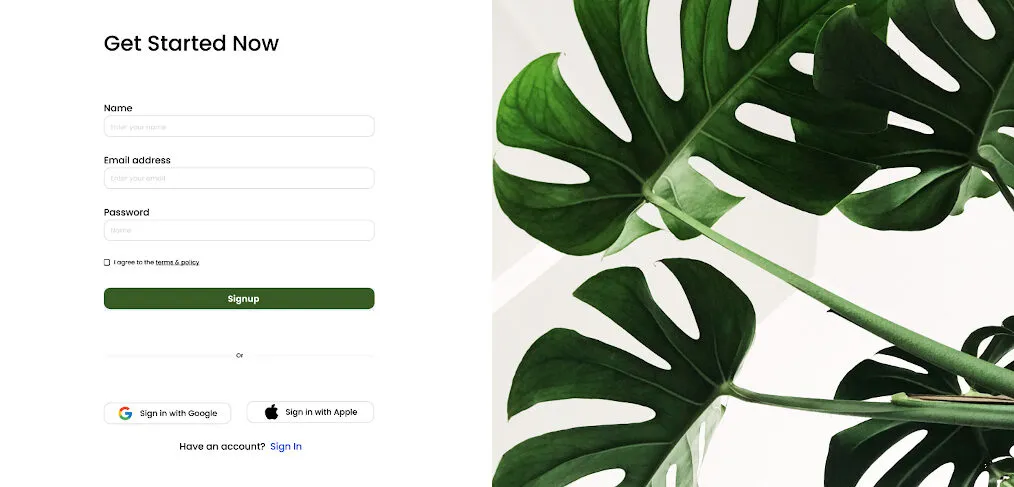 Get Started Now
Name
Enter your name
Email address
Enter your email
Password
Name
I agree to the terms & policy
Signup
Or
Sign in with Google
Sign in with Apple
Have an account? Sign In